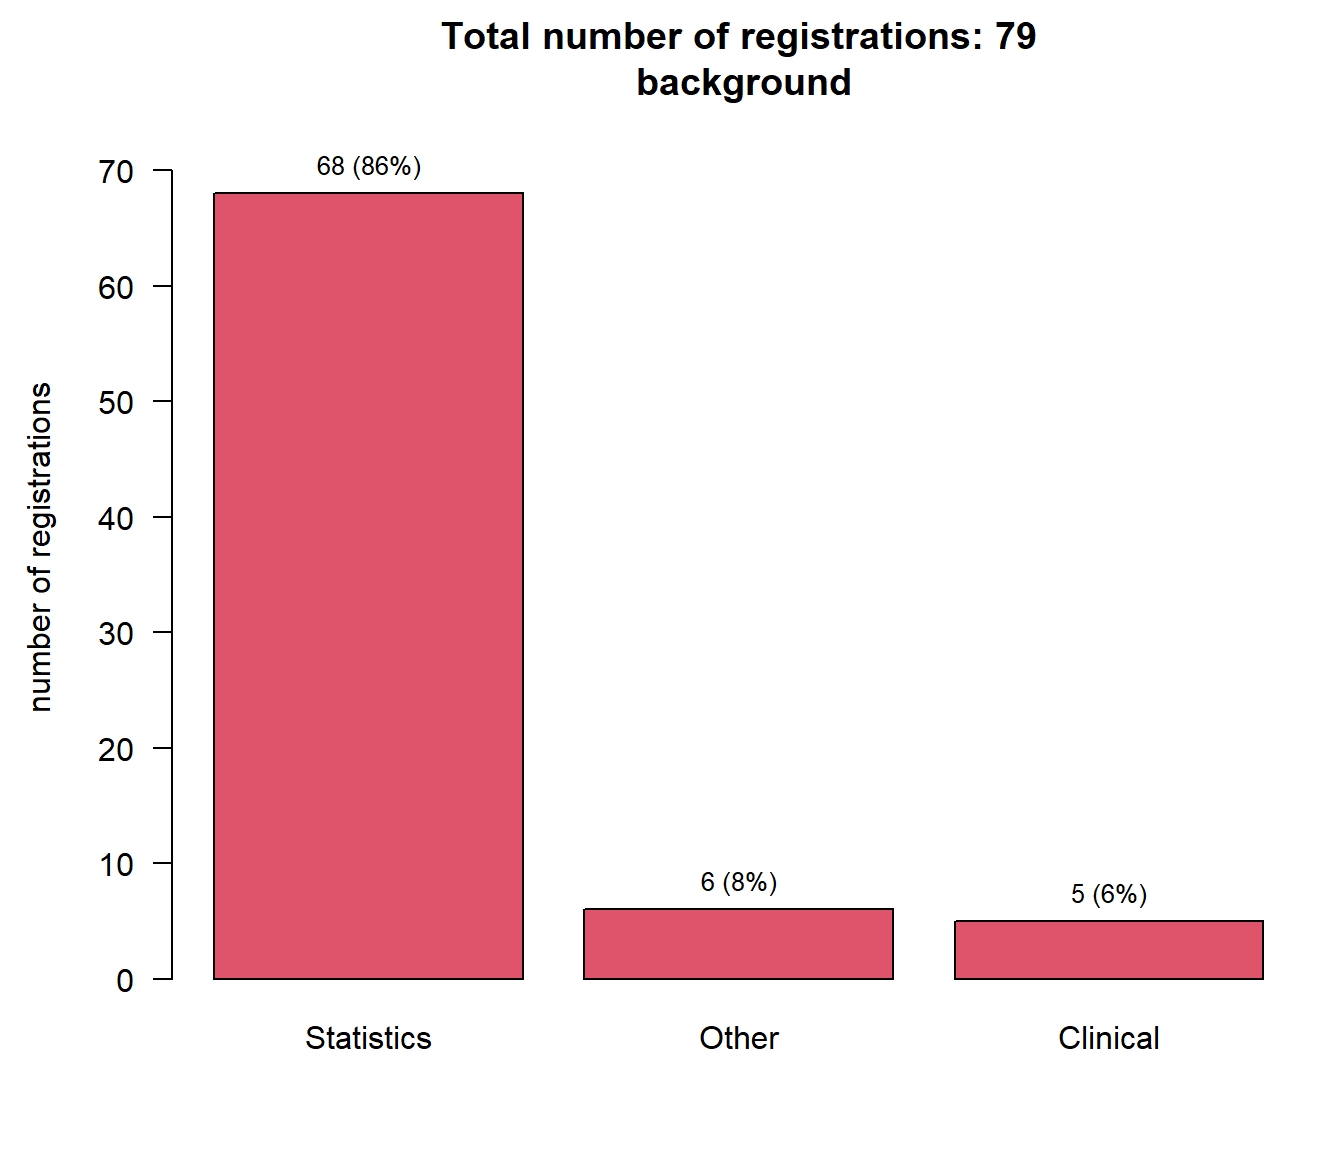 Total number of registrations: 79
background
number of registrations
70
60
50
40
30
20
10
0
68 (86%)
6 (8%)
5 (6%)
Statistics
Other
Clinical